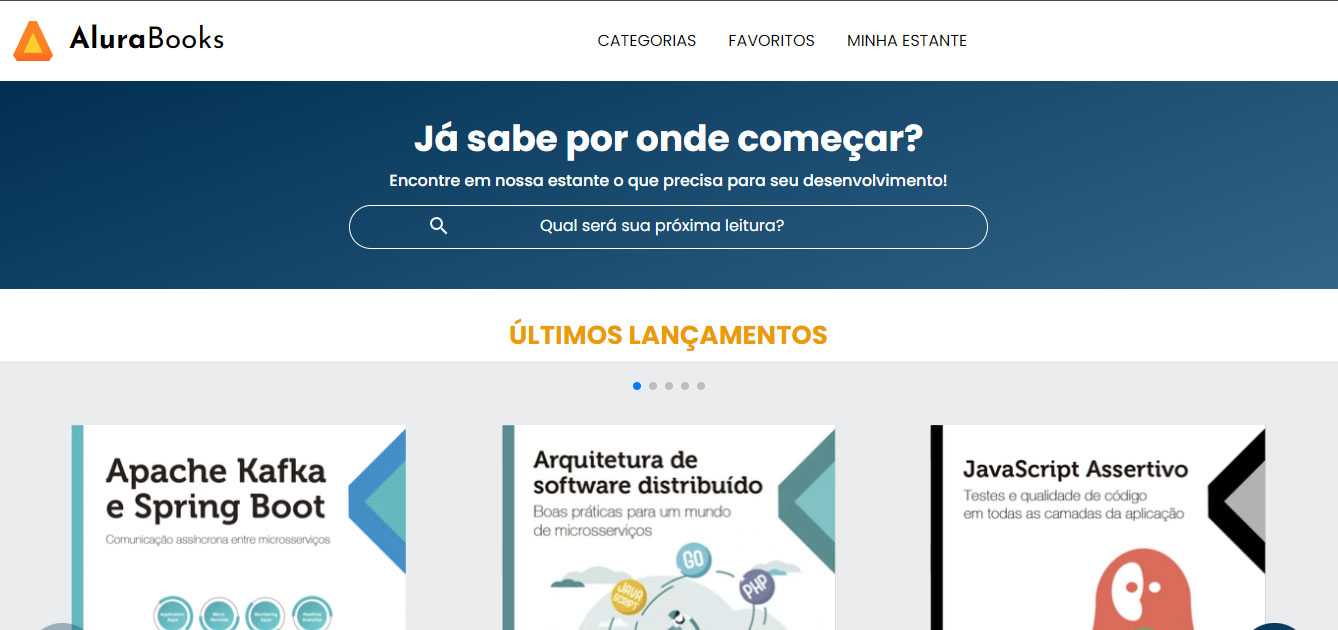 AluraBooks
CATEGORIAS FAVORITOS MINHA ESTANTE
Já sabe por onde começar?
Encontre em nossa estante o que precisa para seu desenvolvimento!
Qual será sua próxima leitura?
ÚLTIMOS LANÇAMENTOS
Apache Kafka
e Spring Boot
Comunicação assíncrona entre microsserviços
Arquitetura de
software distribuído
Boas práticas para um mundo
de microsserviços
GO
JAVA
SCRIPT
PHP
JavaScript Assertivo
Testes e qualidade de código
em todas as camadas da aplicação